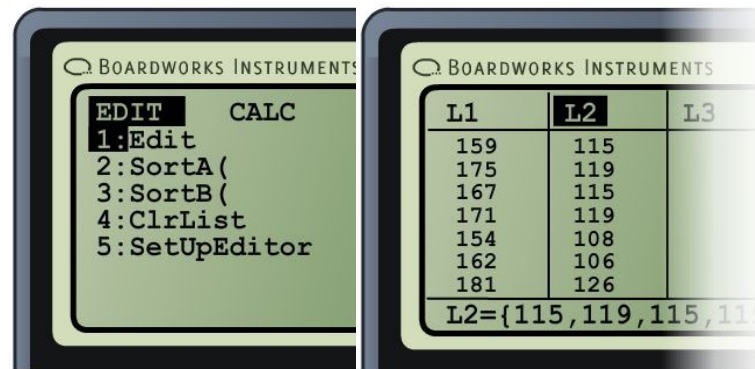 BOARDWORKS INSTRUMENTS
EDIT CALC
1:Edit
2:SortA(
3:SortB(
4:ClrList
5:SetUpEditor
BOARDWORKS INSTRUMENTS
L1 L2 L3
159 115
175 119
167 115
171 119
154 108
162 106
181 126
L2={115,119,115,11